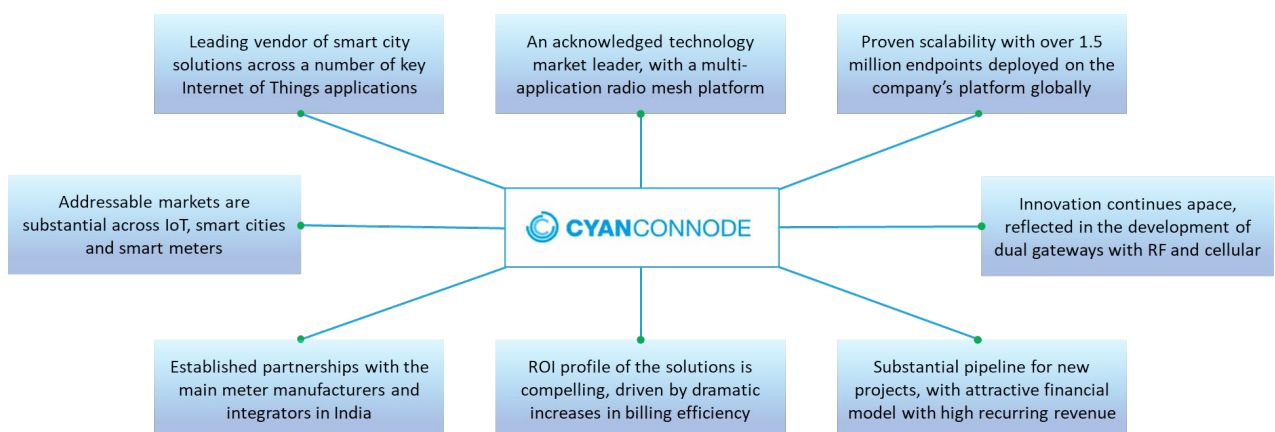 Leading vendor of smart city
solutions across a number of key
Internet of Things applications
An acknowledged technology
market leader, with a multi-
application radio mesh platform
Proven scalability with over 1.5
million endpoints deployed on the
company's platform globally
Addressable markets are
substantial across IoT, smart cities
and smart meters
CYANCONNODE
Innovation continues apace,
reflected in the development of
dual gateways with RF and cellular
Established partnerships with the
main meter manufacturers and
integrators in India
ROI profile of the solutions is
compelling, driven by dramatic
increases in billing efficiency
Substantial pipeline for new
projects, with attractive financial
model with high recurring revenue